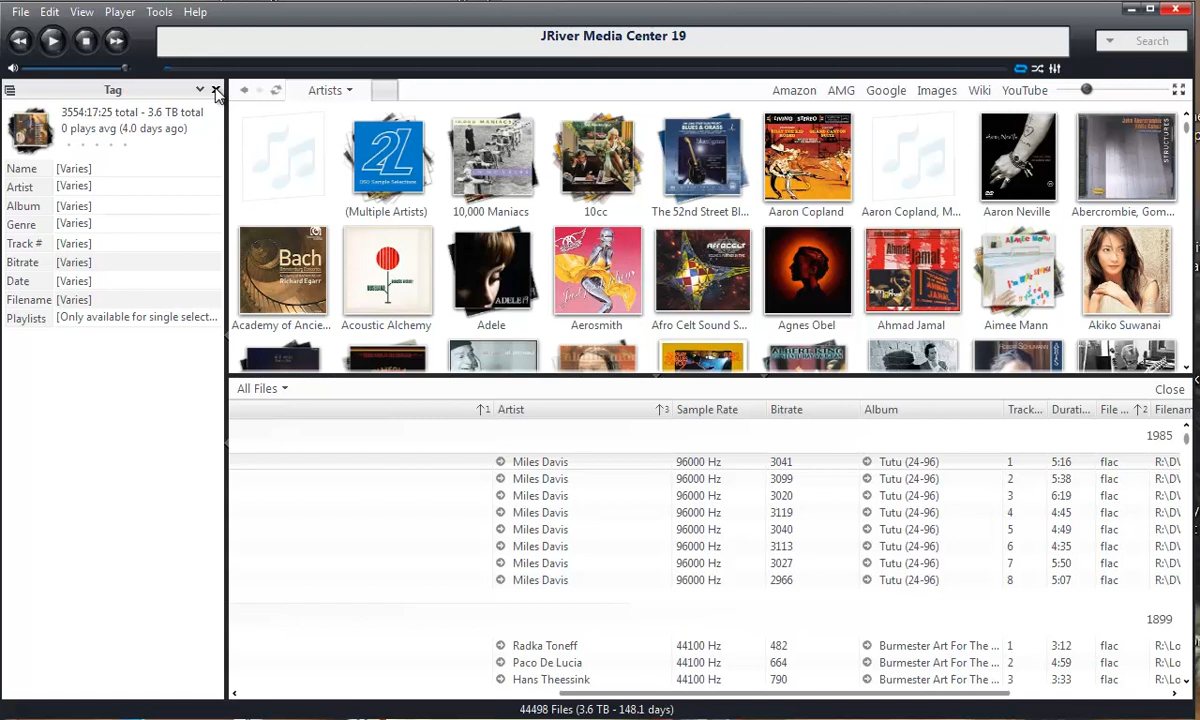 File Edit View Player Tools Help
JRiver Media Center 19
Search
Tag
3554:17:25 total - 3.6 TB total
0 plays avg (4.0 days ago)
Name [Varies]
Artist [Varies]
Album [Varies]
Genre [Varies]
Track # [Varies]
Bitrate [Varies]
Date [Varies]
Filename [Varies]
Playlists [Only available for single select...
Artists
Amazon AMG Google Images Wiki YouTube
(Multiple Artists) 10,000 Maniacs 10cc The 52nd Street Bl... Aaron Copland Aaron Copland, M... Aaron Neville Abercrombie, Gom...
Academy of Ancie... Acoustic Alchemy Adele Aerosmith Afro Celt Sound S... Agnes Obel Ahmad Jamal Aimee Mann Akiko Suwanai
All Files Close
1 Artist 3 Sample Rate Bitrate Album Track... Durati... File ... 2 Filenam
1985
Miles Davis 96000 Hz 3041 Tutu (24-96) 1 5:16 flac R:\D\
Miles Davis 96000 Hz 3099 Tutu (24-96) 2 5:38 flac R:\D\
Miles Davis 96000 Hz 3020 Tutu (24-96) 3 6:19 flac R:\D\
Miles Davis 96000 Hz 3119 Tutu (24-96) 4 4:45 flac R:\D\
Miles Davis 96000 Hz 3040 Tutu (24-96) 5 4:49 flac R:\D\
Miles Davis 96000 Hz 3113 Tutu (24-96) 6 4:35 flac R:\D\
Miles Davis 96000 Hz 3027 Tutu (24-96) 7 5:50 flac R:\D\
Miles Davis 96000 Hz 2966 Tutu (24-96) 8 5:07 flac R:\D\
1899
Radka Toneff 44100 Hz 482 Burmester Art For The ... 1 3:12 flac R:\Lo
Paco De Lucia 44100 Hz 664 Burmester Art For The ... 2 4:59 flac R:\Lo
Hans Theessink 44100 Hz 790 Burmester Art For The ... 3 3:33 flac R:\Lo
44498 Files (3.6 TB - 148.1 days)